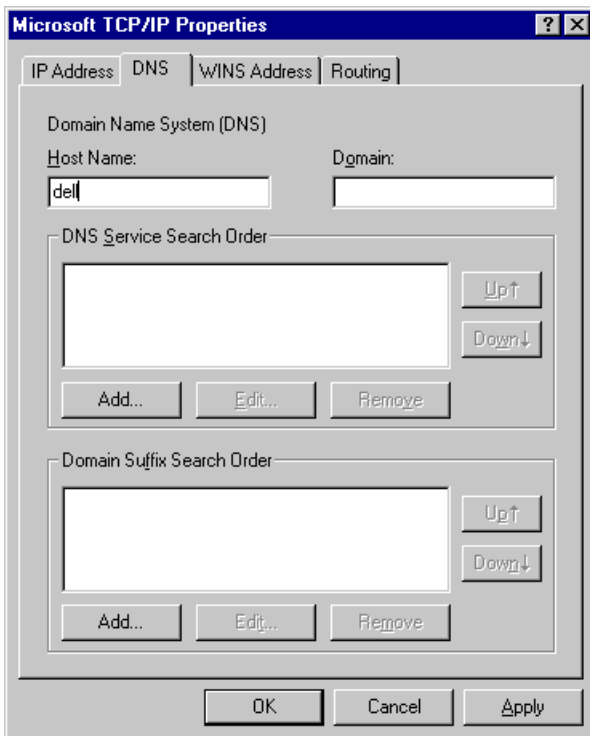 Microsoft TCP/IP Properties
IP Address DNS WINS Address Routing
Domain Name System (DNS)
Host Name: Domain:
dell
DNS Service Search Order
Up↑
Down↓
Add... Edit... Remove
Domain Suffix Search Order
Up↑
Down↓
Add... Edit... Remove
OK Cancel Apply